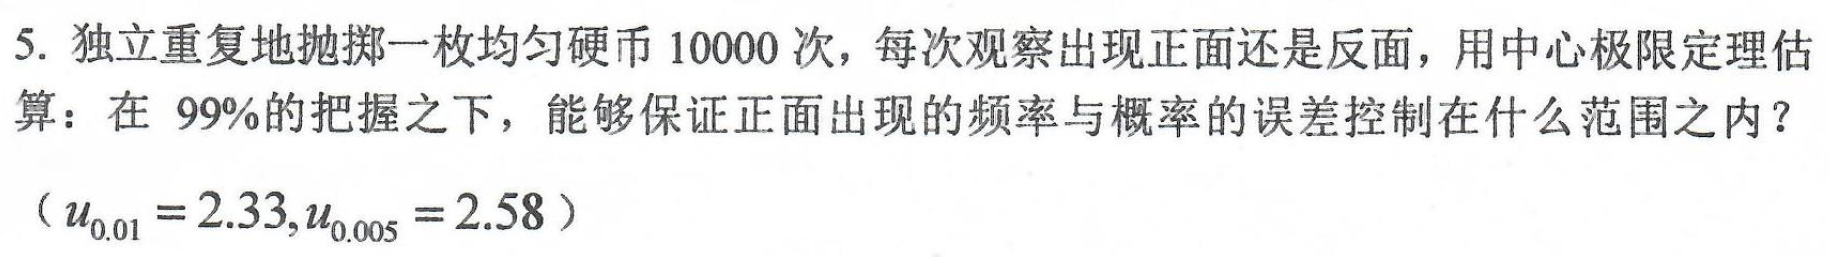 5. 独立重复地抛掷一枚均匀硬币 10000 次，每次观察出现正面还是反面，用中心极限定理估
算：在 99%的把握之下，能够保证正面出现的频率与概率的误差控制在什么范围之内？
（u_{0.01} = 2.33, u_{0.005} = 2.58）